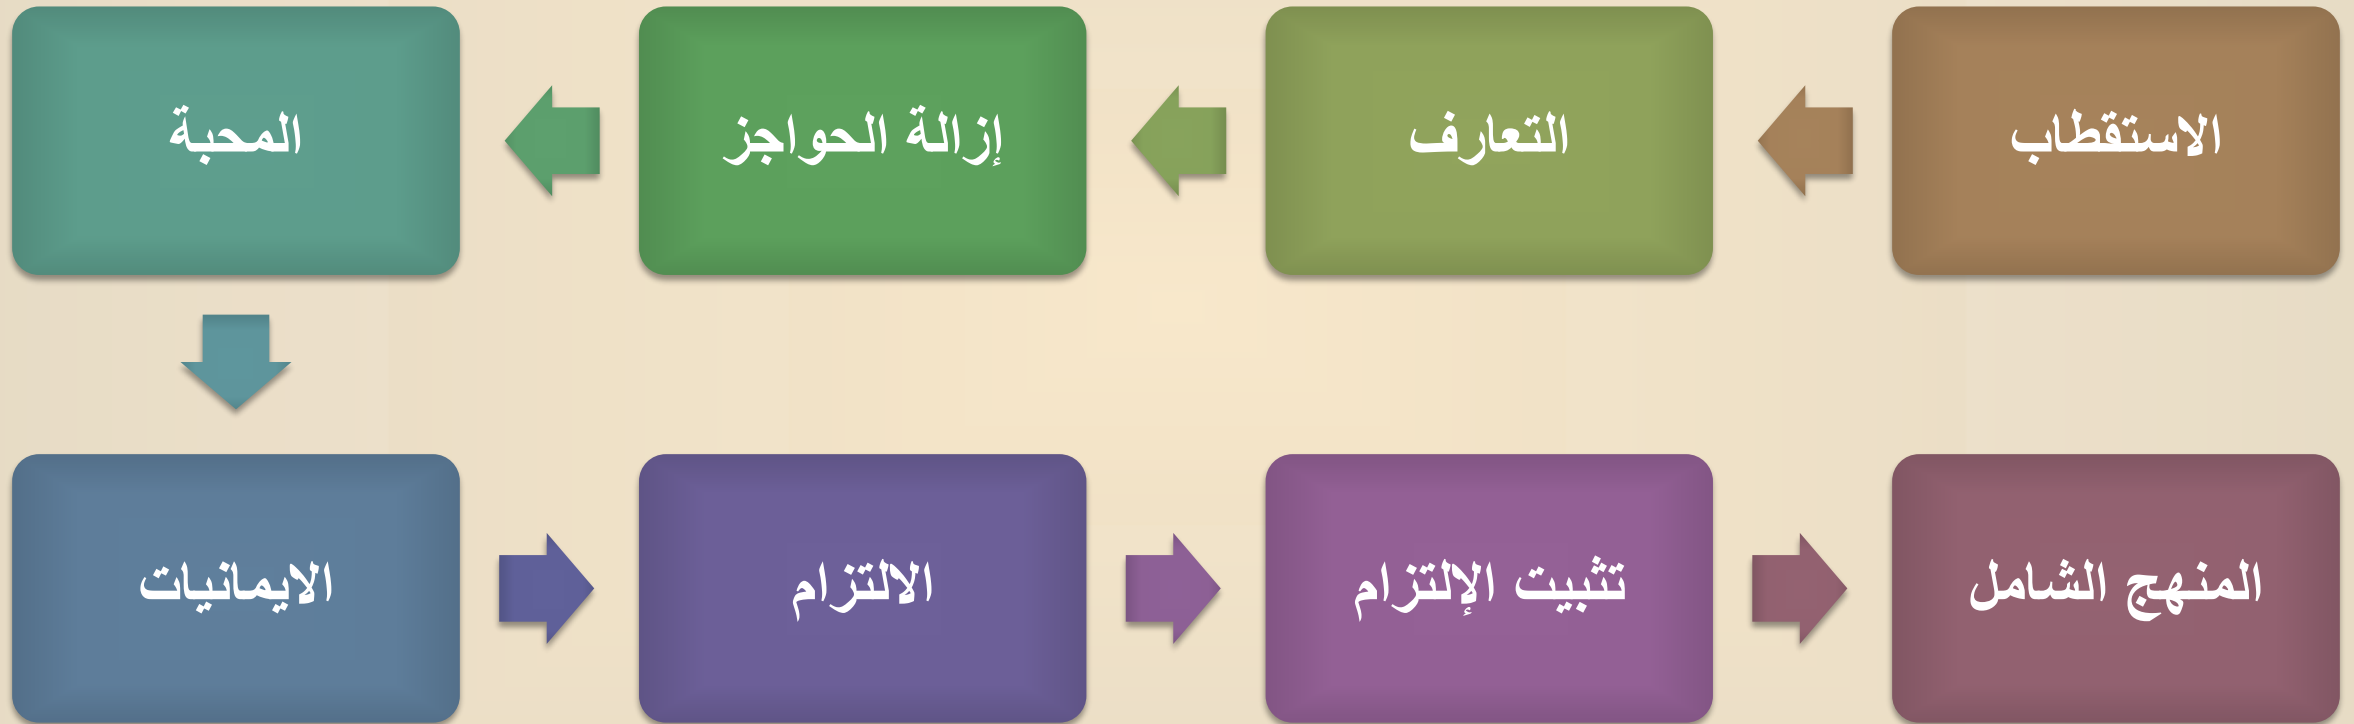 الاستقطاب
التعارف
إزالة الحواجز
المحبة
الايمانيات
الالتزام
تثبيت الإلتزام
المنهج الشامل